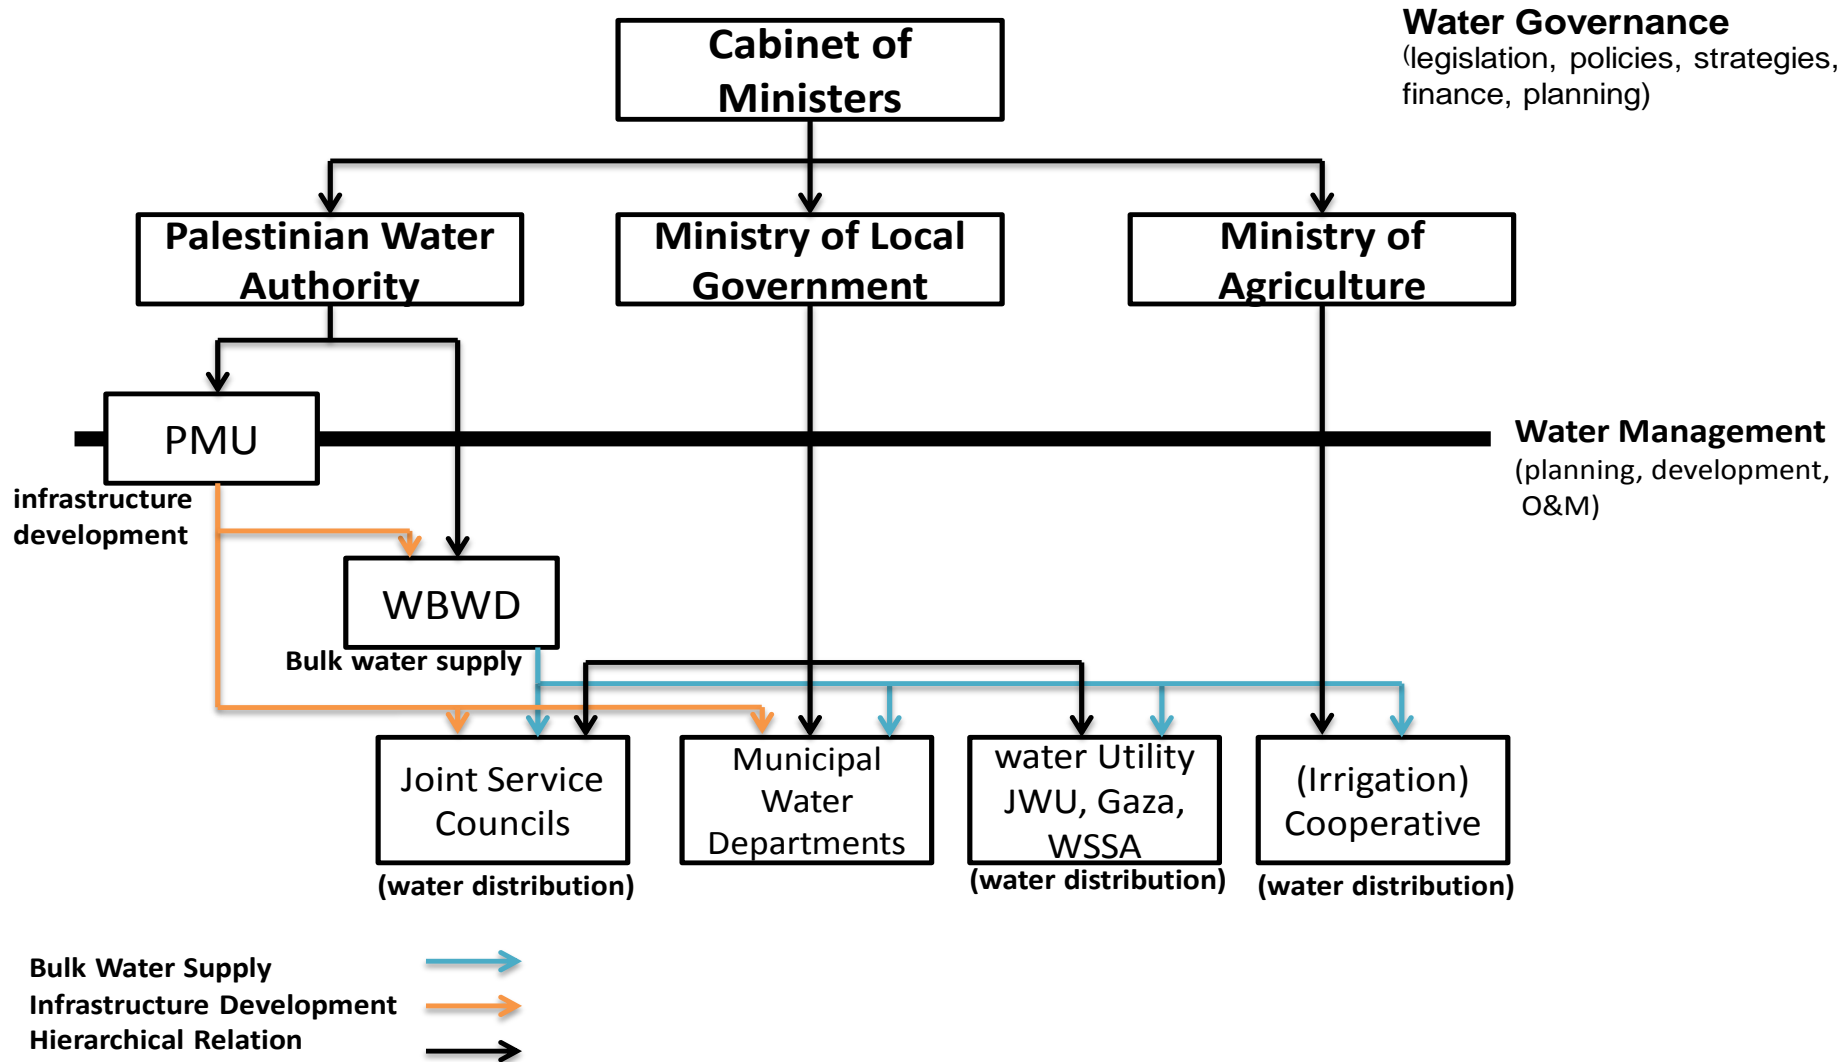 Water Governance
(legislation, policies, strategies,
finance, planning)
Cabinet of
Ministers
Palestinian Water
Authority
Ministry of Local
Government
Ministry of
Agriculture
PMU
Water Management
(planning, development,
O&M)
infrastructure
development
WBWD
Bulk water supply
Joint Service
Councils
(water distribution)
Municipal
Water
Departments
water Utility
JWU, Gaza,
WSSA
(water distribution)
(Irrigation)
Cooperative
(water distribution)
Bulk Water Supply
Infrastructure Development
Hierarchical Relation